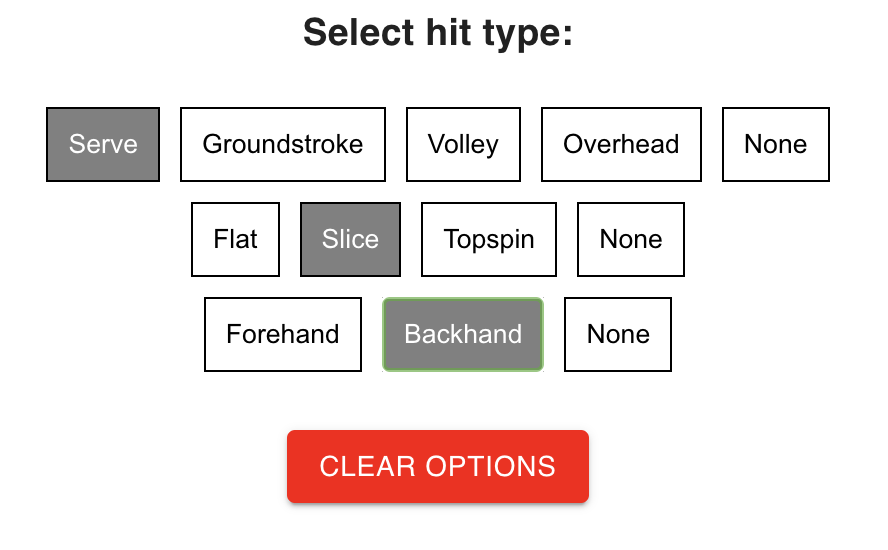 Select hit type:
Serve Groundstroke Volley Overhead None
Flat Slice Topspin None
Forehand Backhand None
CLEAR OPTIONS